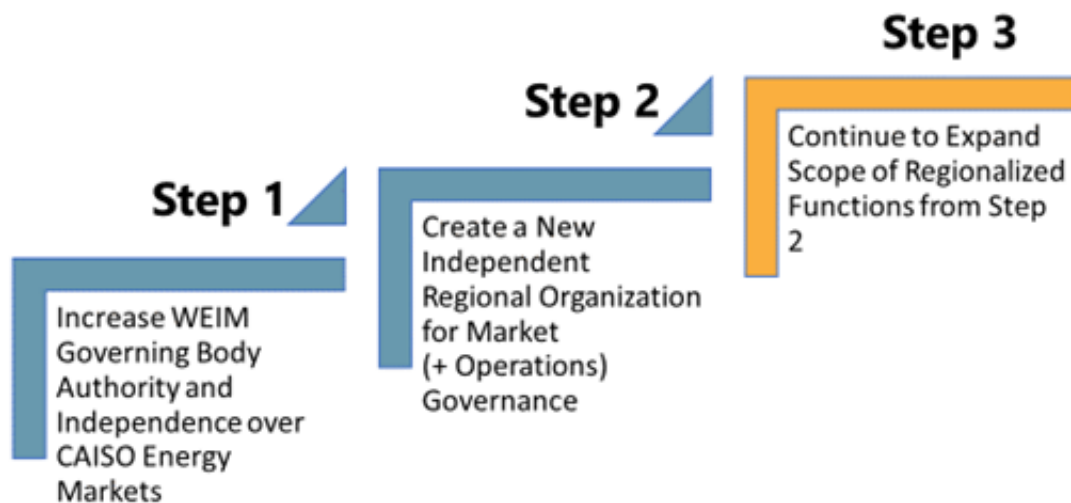 Step 1
Increase WEIM
Governing Body
Authority and
Independence over
CAISO Energy
Markets
Step 2
Create a New
Independent
Regional Organization
for Market
(+ Operations)
Governance
Step 3
Continue to Expand
Scope of Regionalized
Functions from Step
2